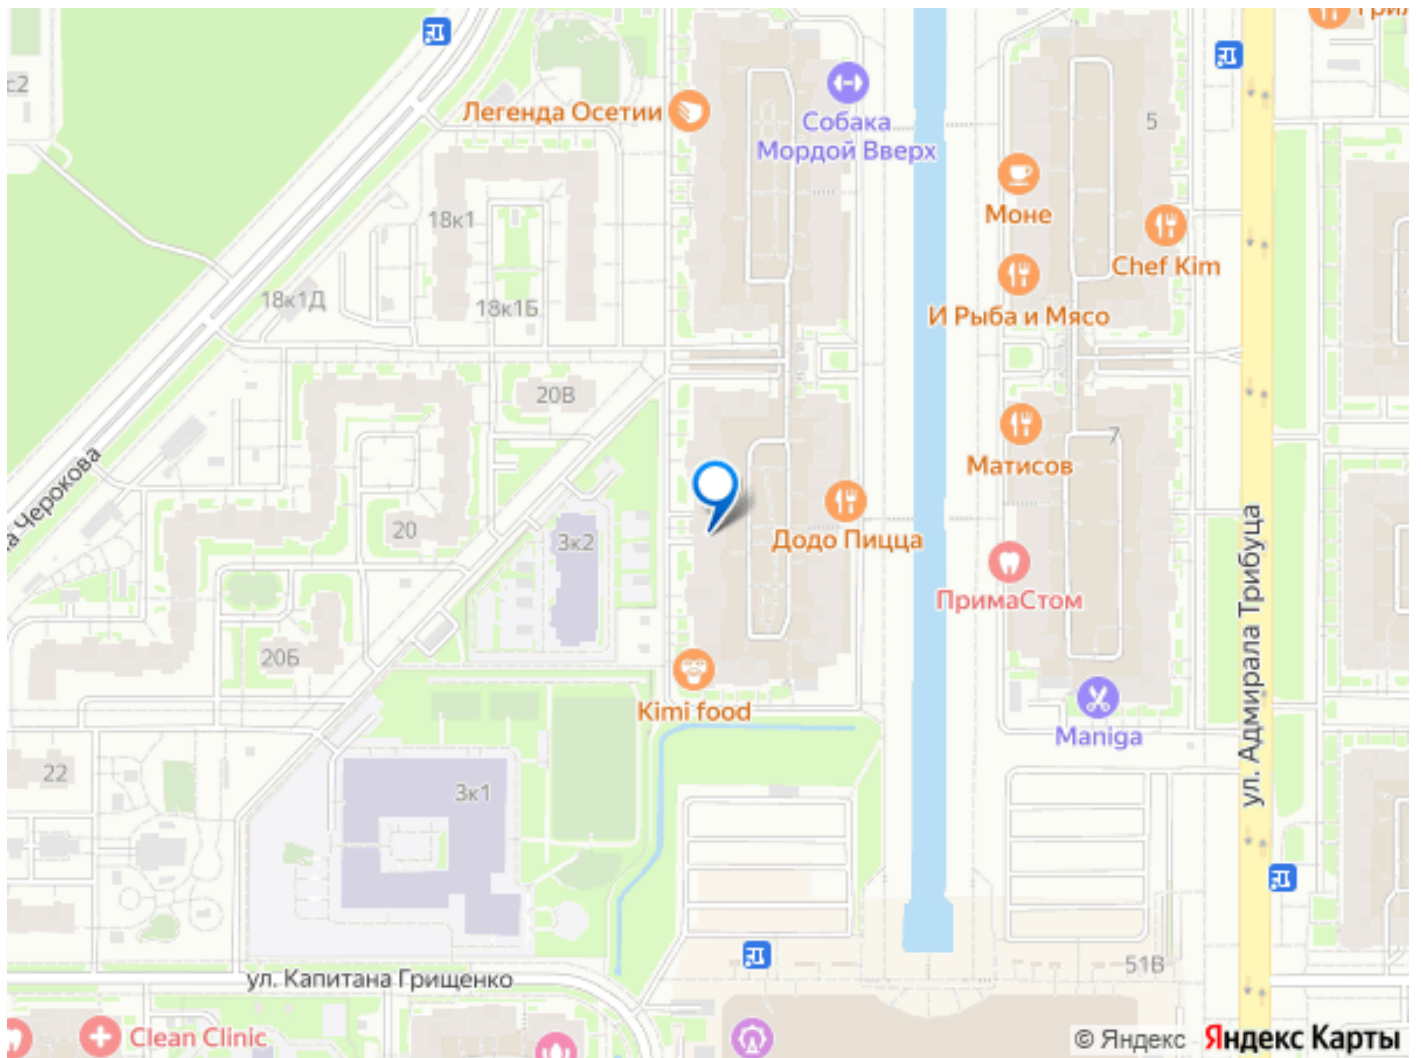 с2
Легенда Осетии
Собака
Мордой Вверх
5
18к1
Моне
Chef Kim
18к1Д
18к1Б
И Рыба и Мясо
20В
7
Матисов
Черокова
20
3к2
Додо Пицца
ул. Адмирала Трибуца
ПримаСтом
20Б
Kimi food
Maniga
22
3к1
51В
ул. Капитана Грищенко
Clean Clinic
© Яндекс Яндекс Карты